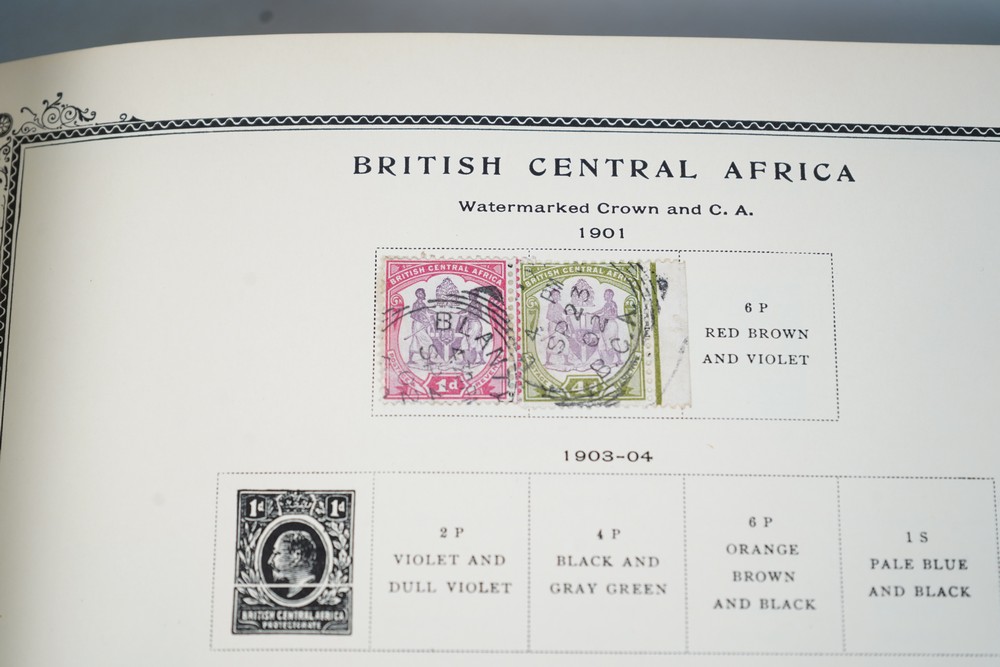 BRITISH CENTRAL AFRICA
Watermarked Crown and C. A.
1901
BRITISH CENTRAL AFRICA
1d
BRITISH CENTRAL AFRICA
6 P
RED BROWN
AND VIOLET
1903-04
1d 1d
BRITISH CENTRAL AFRICA
PROTECTORATE
2 P
VIOLET AND
DULL VIOLET
4 P
BLACK AND
GRAY GREEN
6 P
ORANGE
BROWN
AND BLACK
1 S
PALE BLUE
AND BLACK